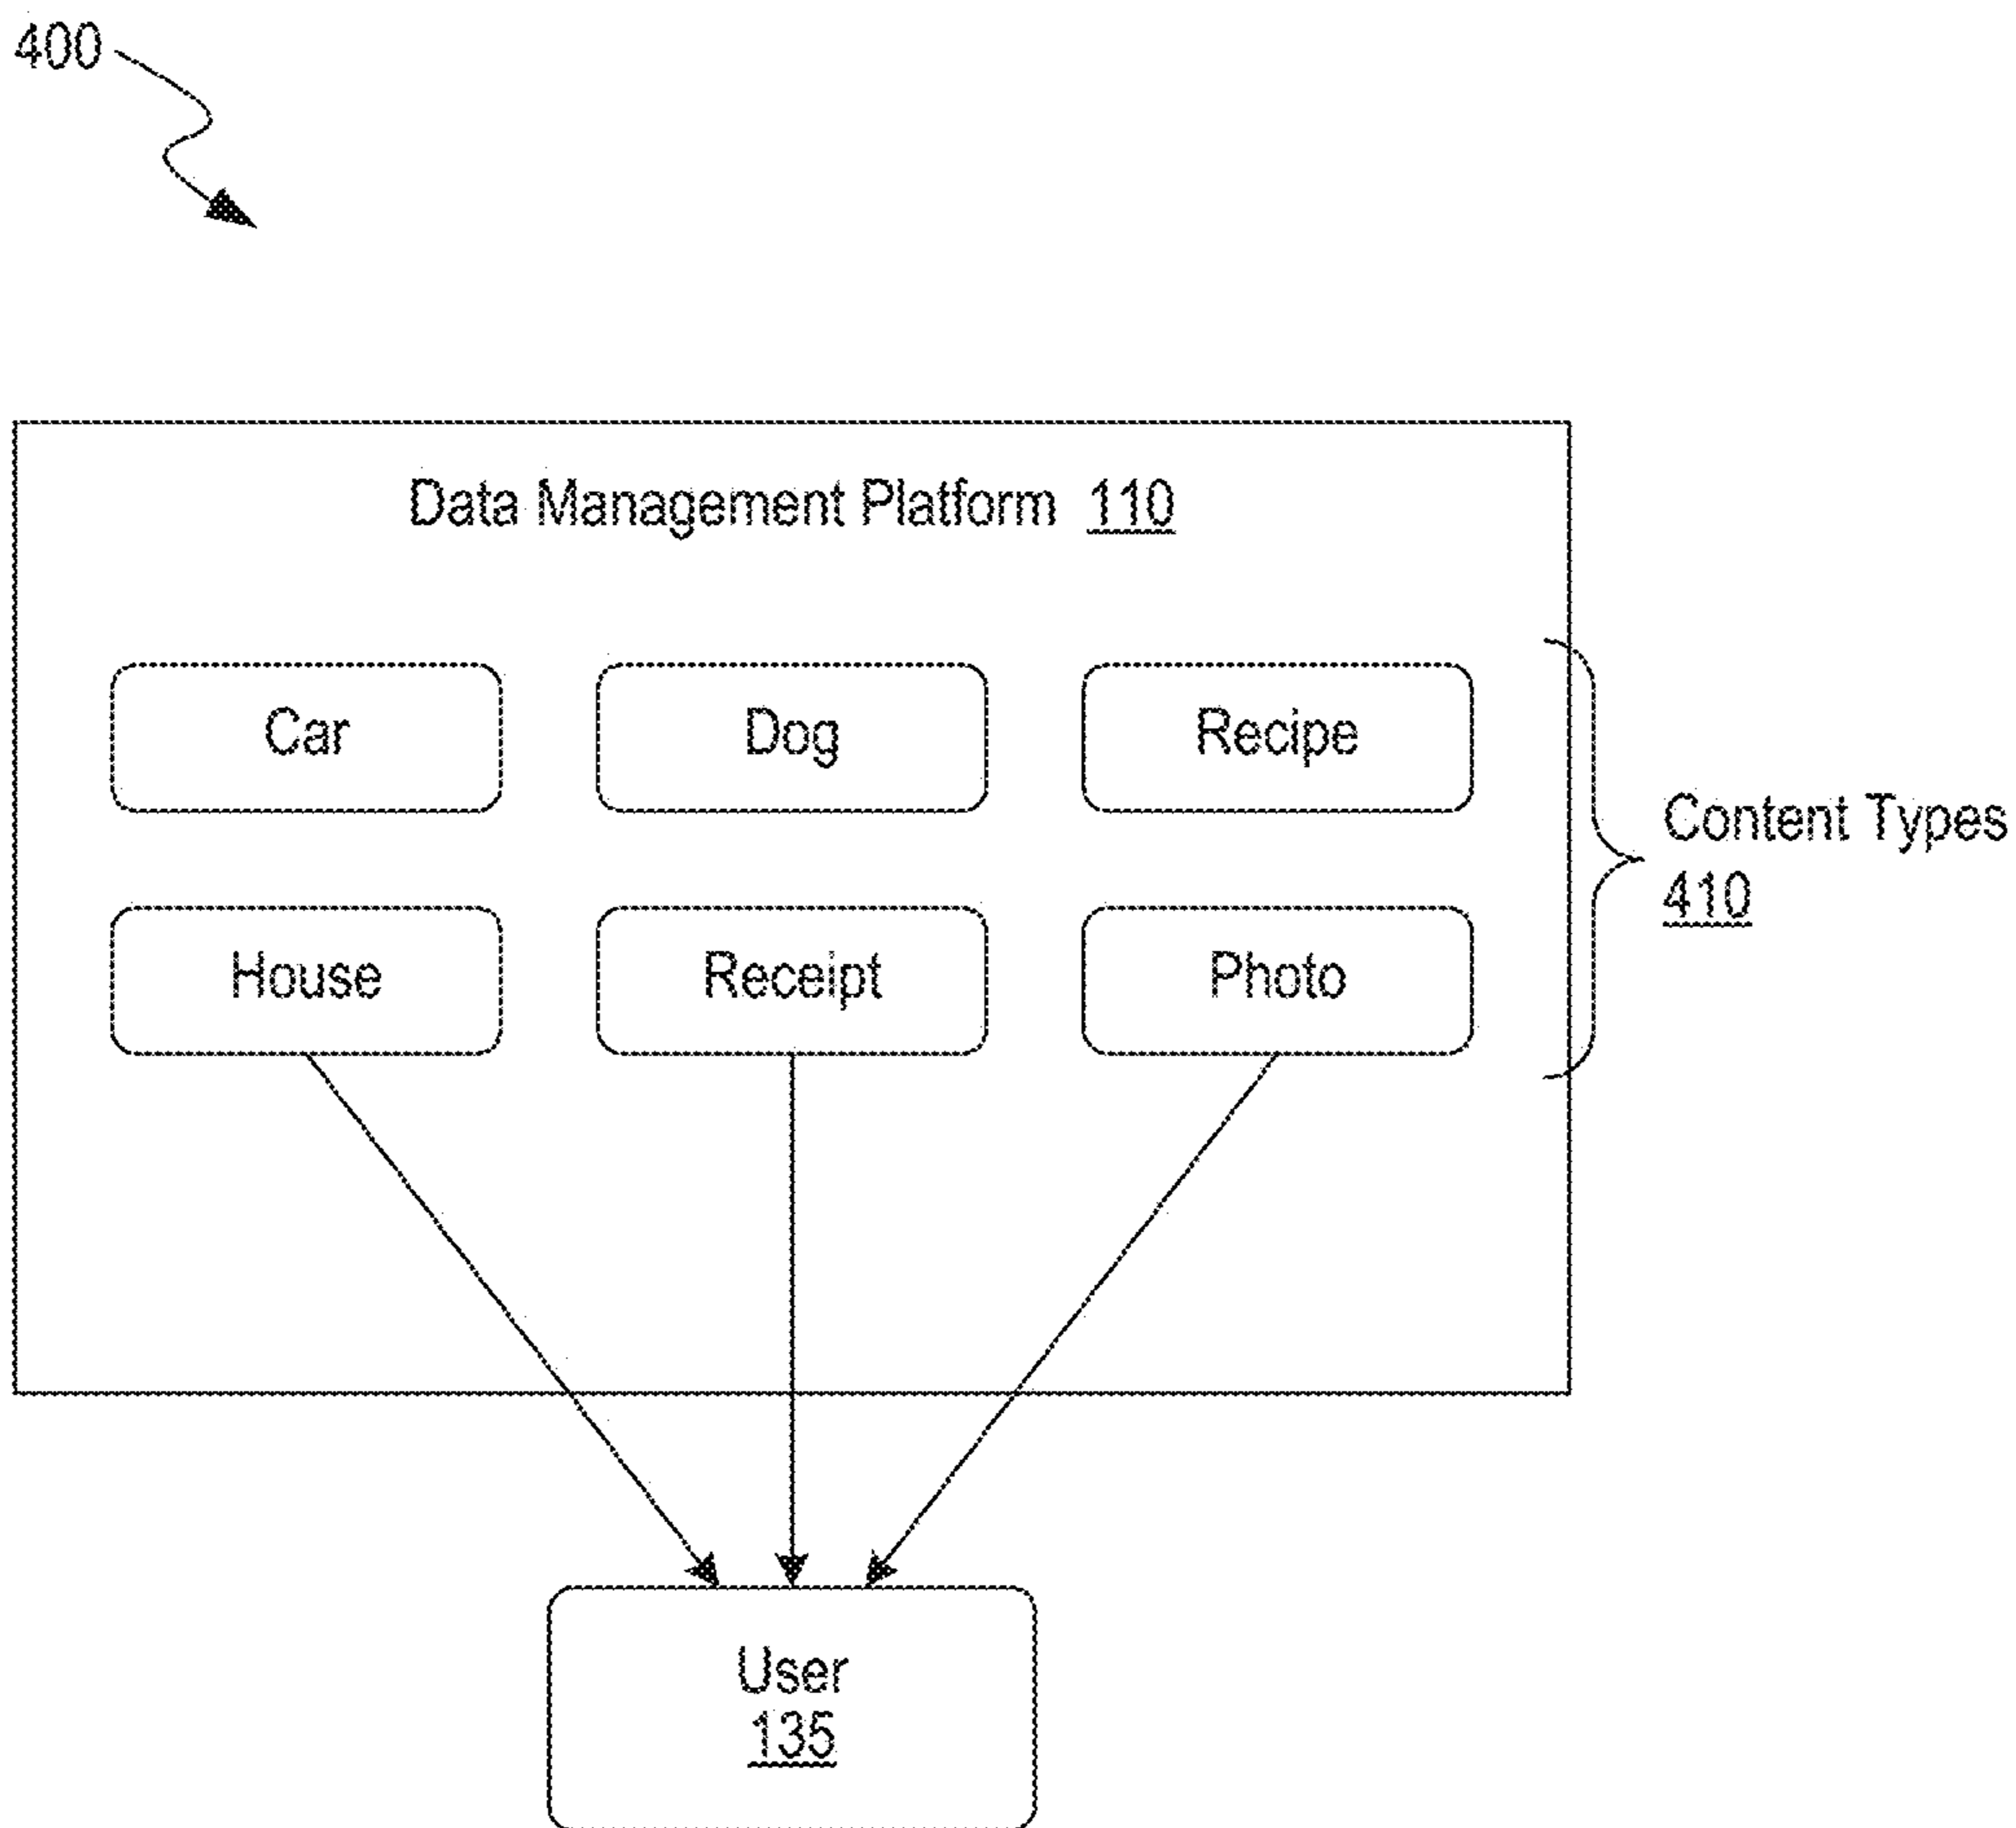 400
Data Management Platform 110
Car Dog Recipe
Content Types
410
House Receipt Photo
User
135